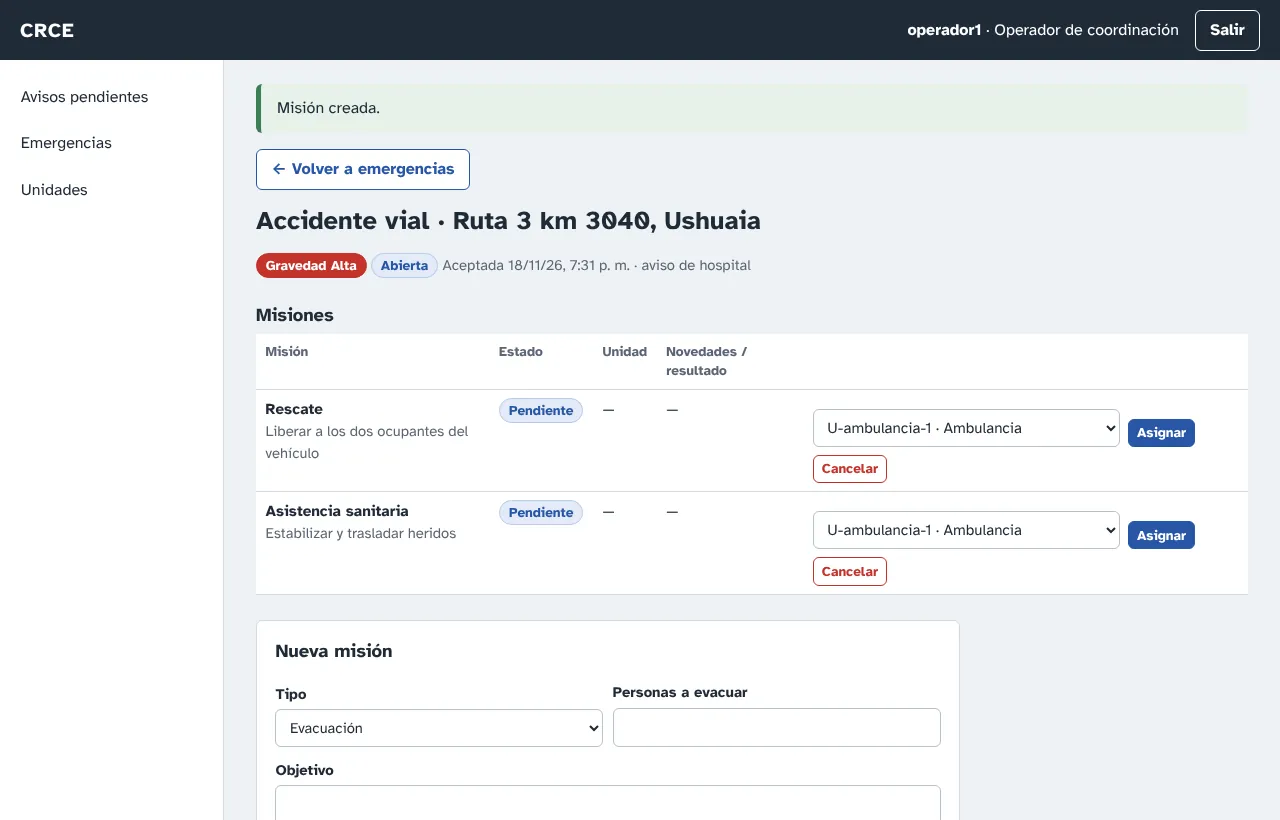 CRCE
operador1 · Operador de coordinación
Salir
Avisos pendientes
Emergencias
Unidades
Misión creada.
← Volver a emergencias
Accidente vial · Ruta 3 km 3040, Ushuaia
Gravedad Alta
Abierta
Aceptada 18/11/26, 7:31 p. m. · aviso de hospital
Misiones
Misión
Estado
Unidad
Novedades /
resultado
Rescate
Liberar a los dos ocupantes del
vehículo
Pendiente
—
—
U-ambulancia-1 · Ambulancia
Asignar
Cancelar
Asistencia sanitaria
Estabilizar y trasladar heridos
Pendiente
—
—
U-ambulancia-1 · Ambulancia
Asignar
Cancelar
Nueva misión
Tipo
Personas a evacuar
Evacuación
Objetivo